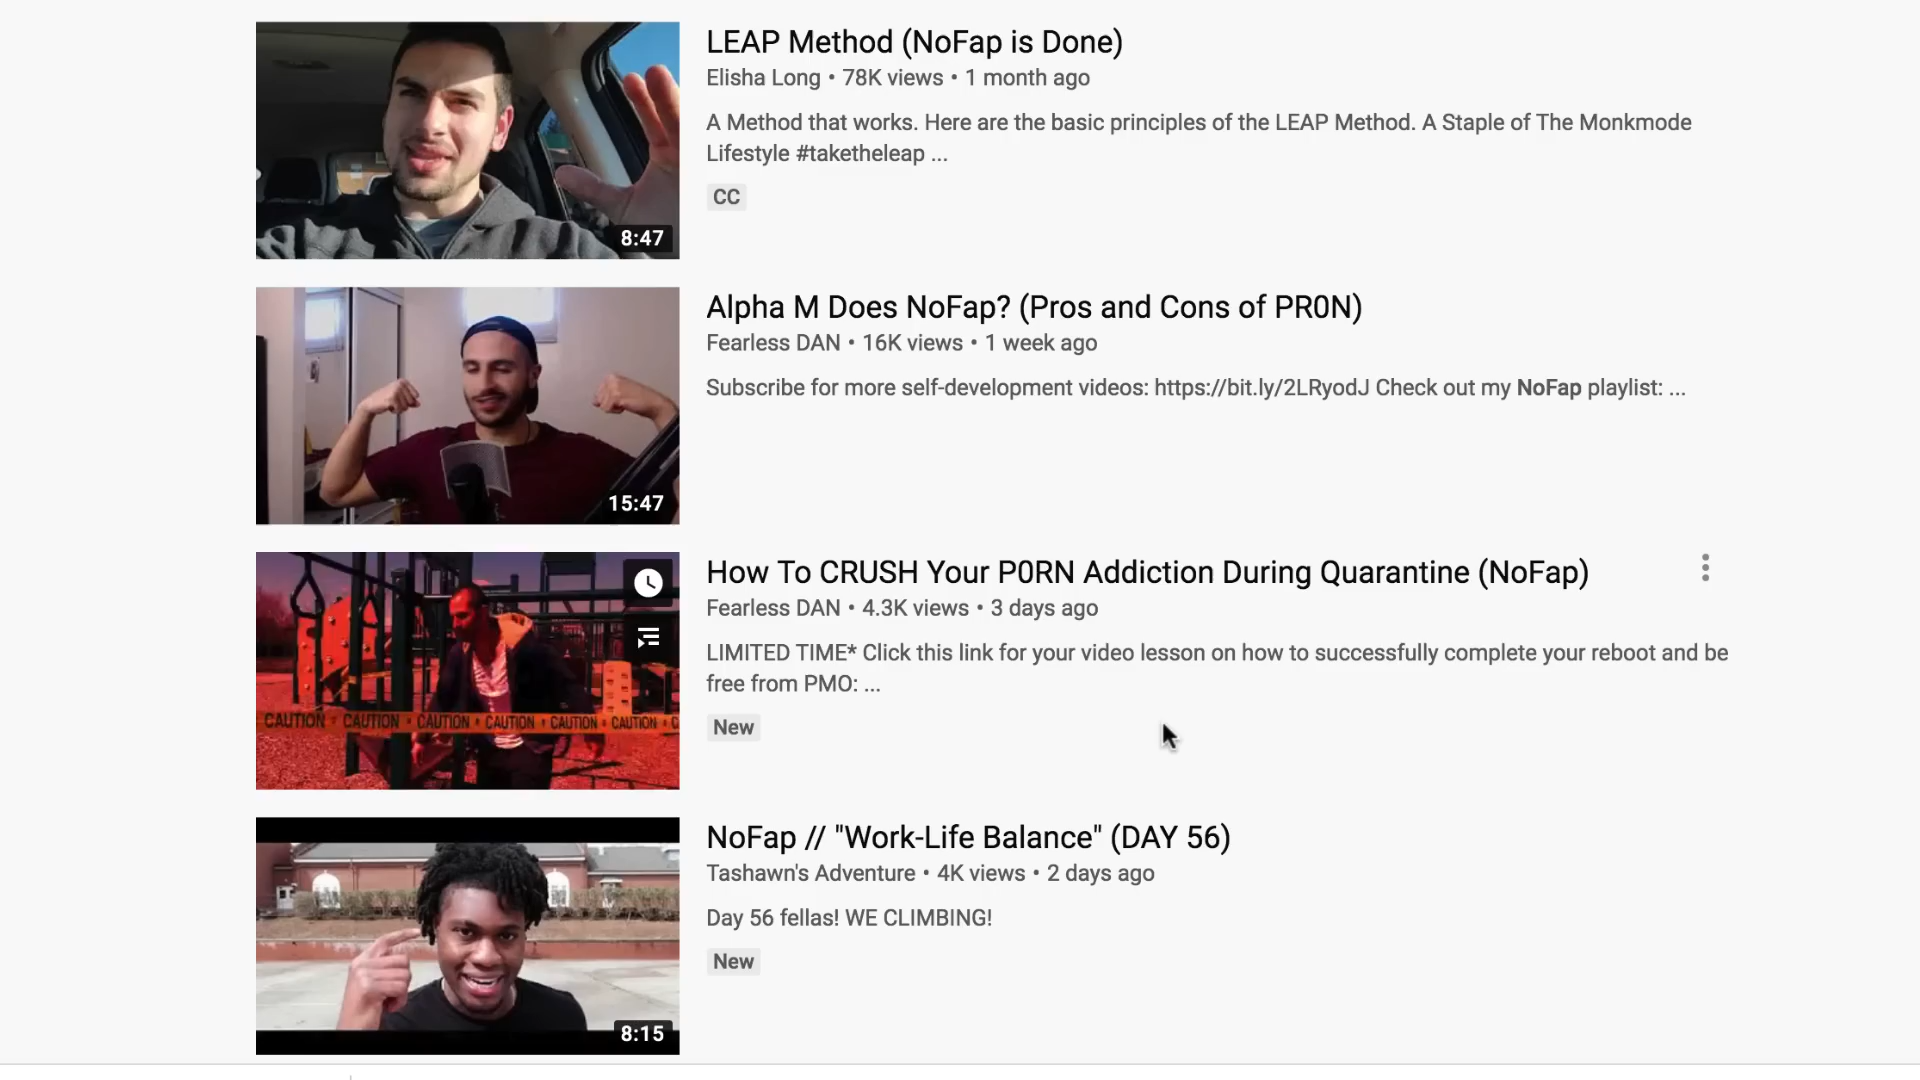 LEAP Method (NoFap is Done)
Elisha Long • 78K views • 1 month ago
A Method that works. Here are the basic principles of the LEAP Method. A Staple of The Monkmode
Lifestyle #taketheleap ...
CC
8:47
Alpha M Does NoFap? (Pros and Cons of PR0N)
Fearless DAN • 16K views • 1 week ago
Subscribe for more self-development videos: https://bit.ly/2LRyodJ Check out my NoFap playlist: ...
15:47
How To CRUSH Your P0RN Addiction During Quarantine (NoFap)
Fearless DAN • 4.3K views • 3 days ago
LIMITED TIME* Click this link for your video lesson on how to successfully complete your reboot and be
free from PMO: ...
New
CAUTION CAUTION CAUTION CAUTION CAUTION CAUTION C
NoFap // "Work-Life Balance" (DAY 56)
Tashawn's Adventure • 4K views • 2 days ago
Day 56 fellas! WE CLIMBING!
New
8:15